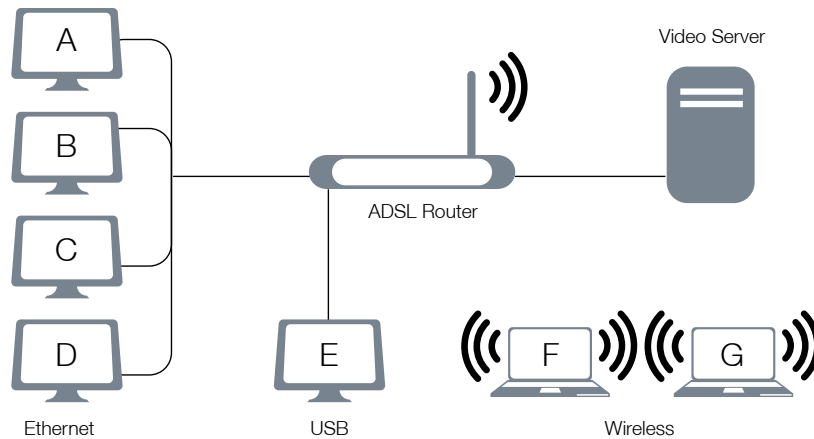 A
Video Server
B
ADSL Router
C
D
E
F
G
Ethernet
USB
Wireless